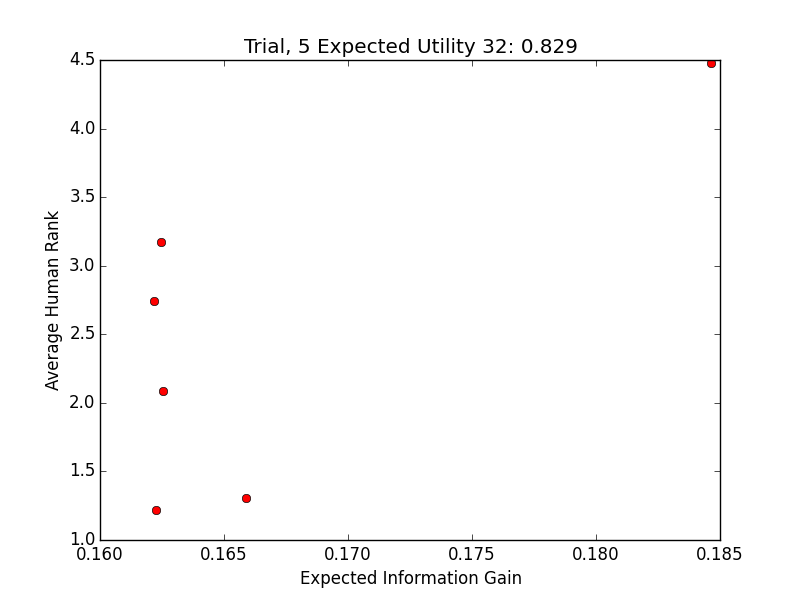 Trial, 5 Expected Utility 32: 0.829
4.5
4.0
3.5
3.0
2.5
2.0
1.5
1.0
Average Human Rank
0.160 0.165 0.170 0.175 0.180 0.185
Expected Information Gain